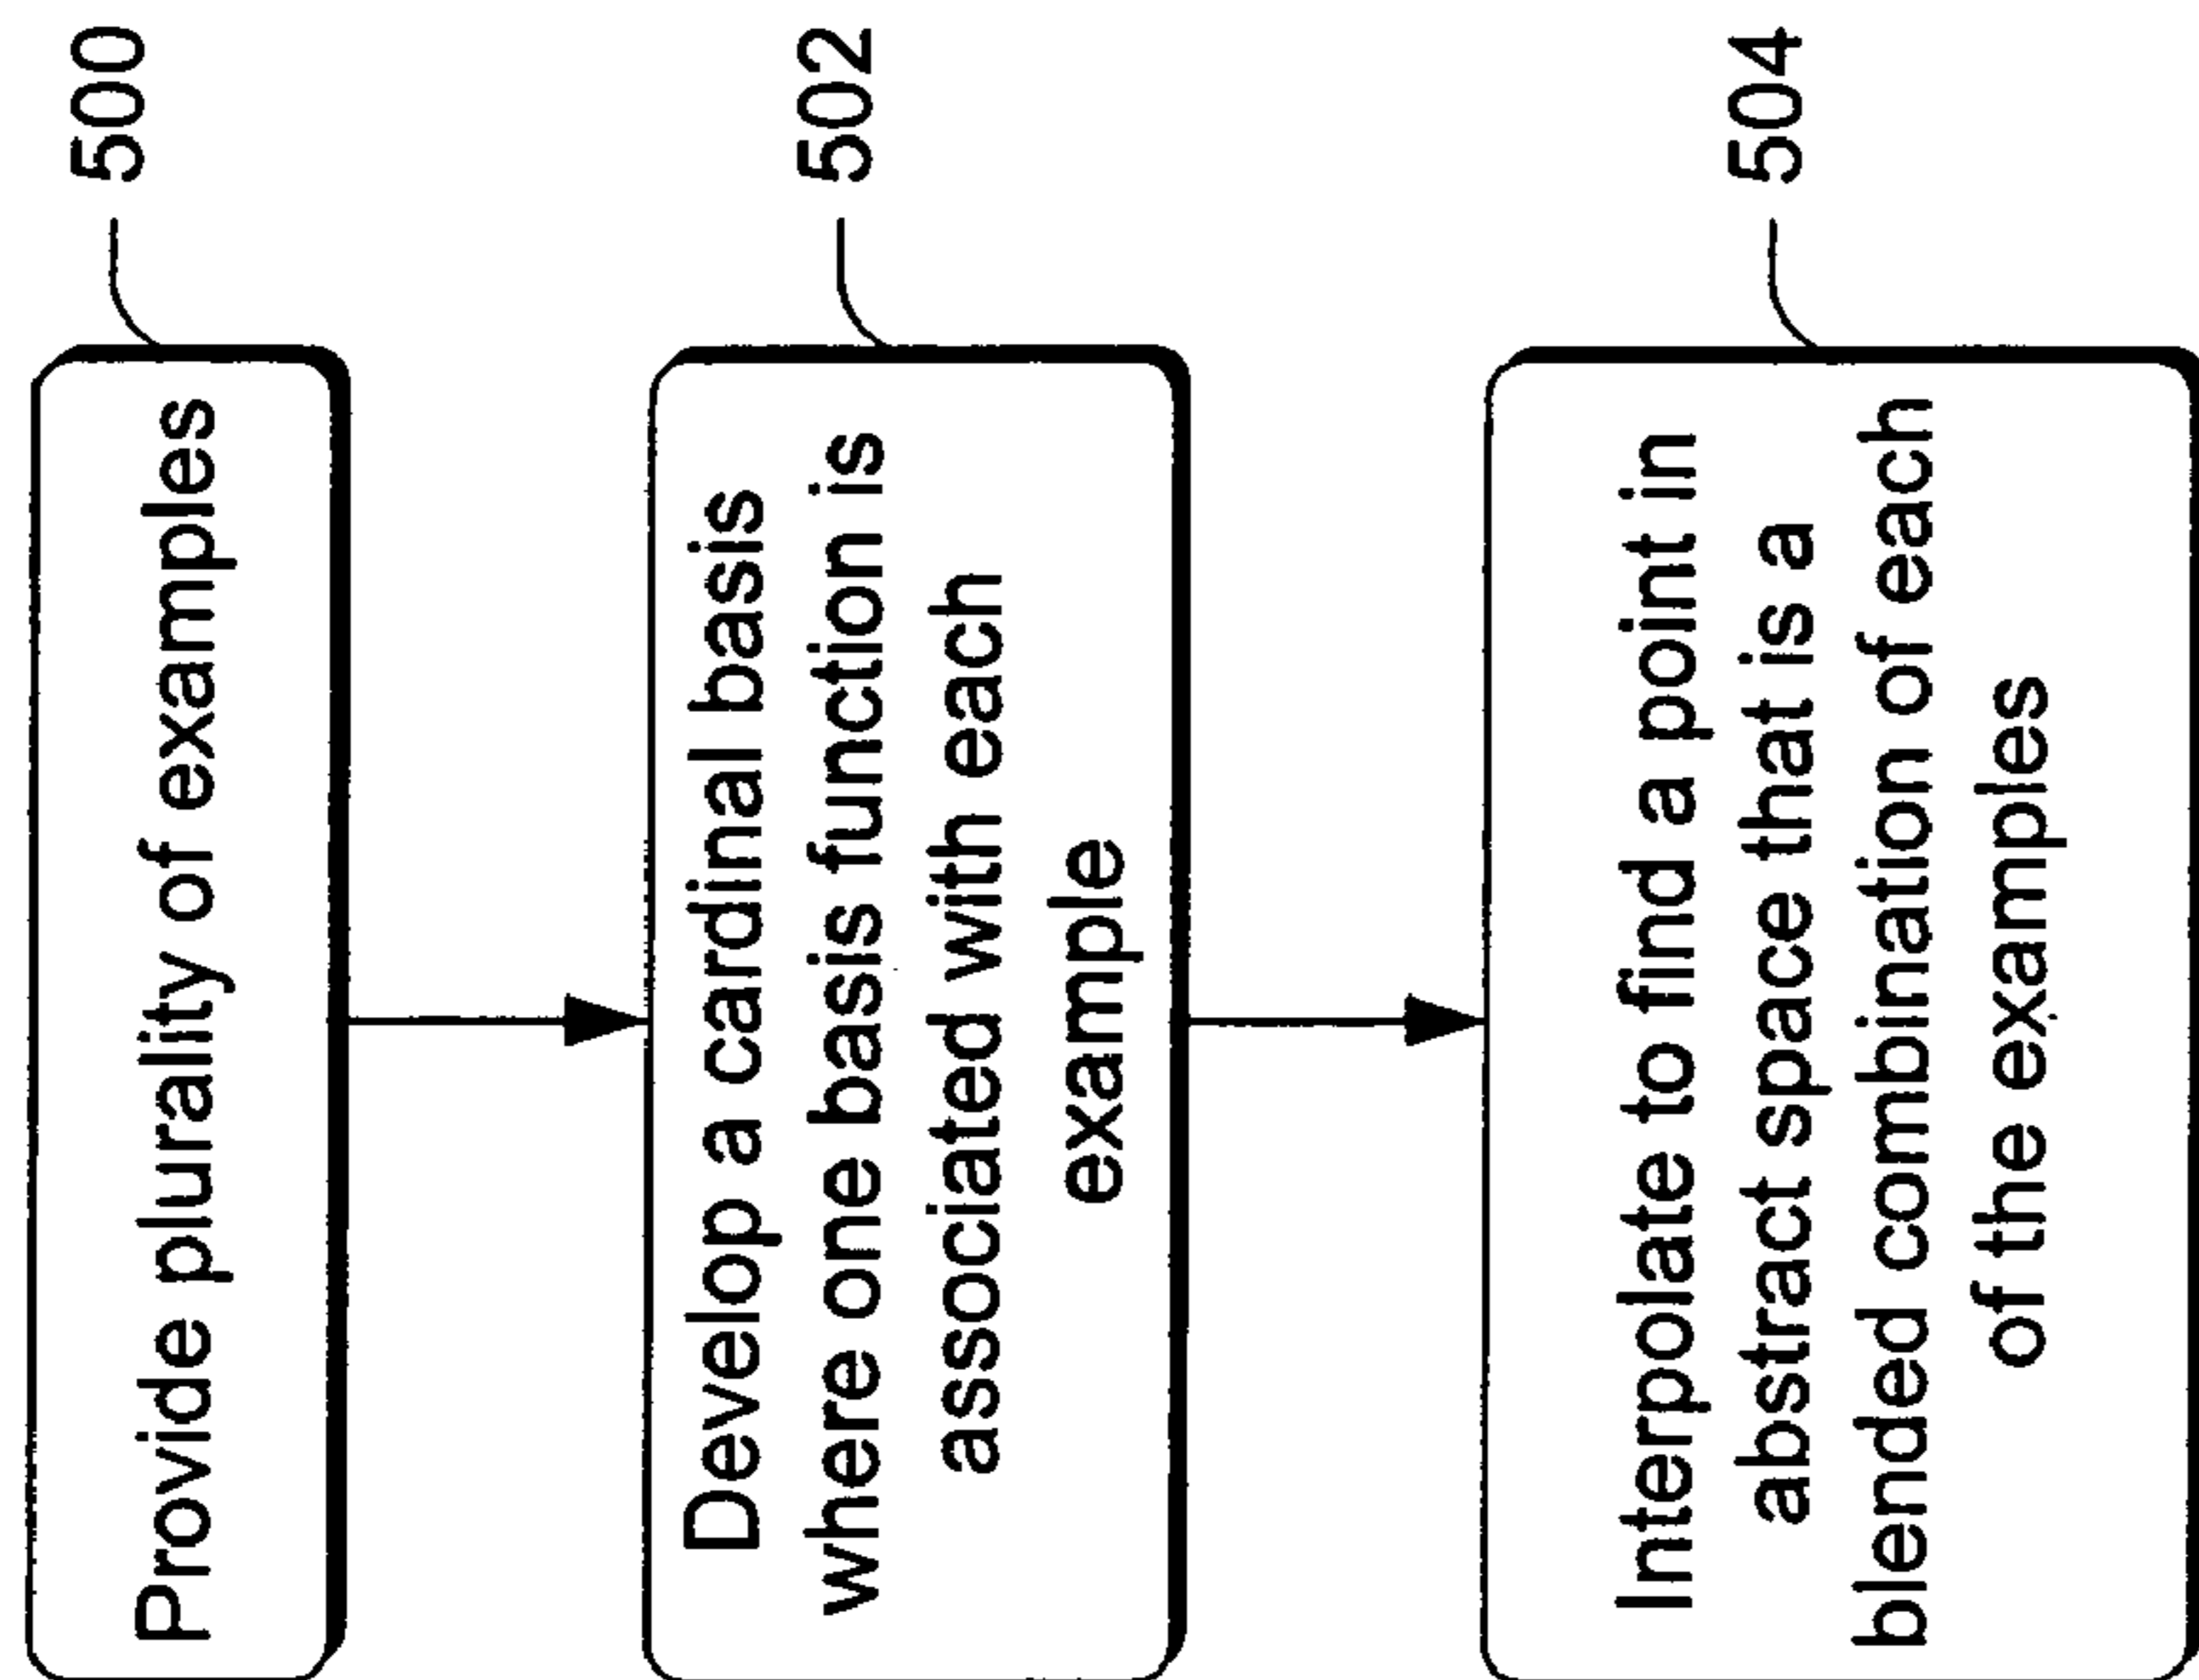 500
Provide plurality of examples
502
Develop a cardinal basis
where one basis function is
associated with each
example
504
Interpolate to find a point in
abstract space that is a
blended combination of each
of the examples